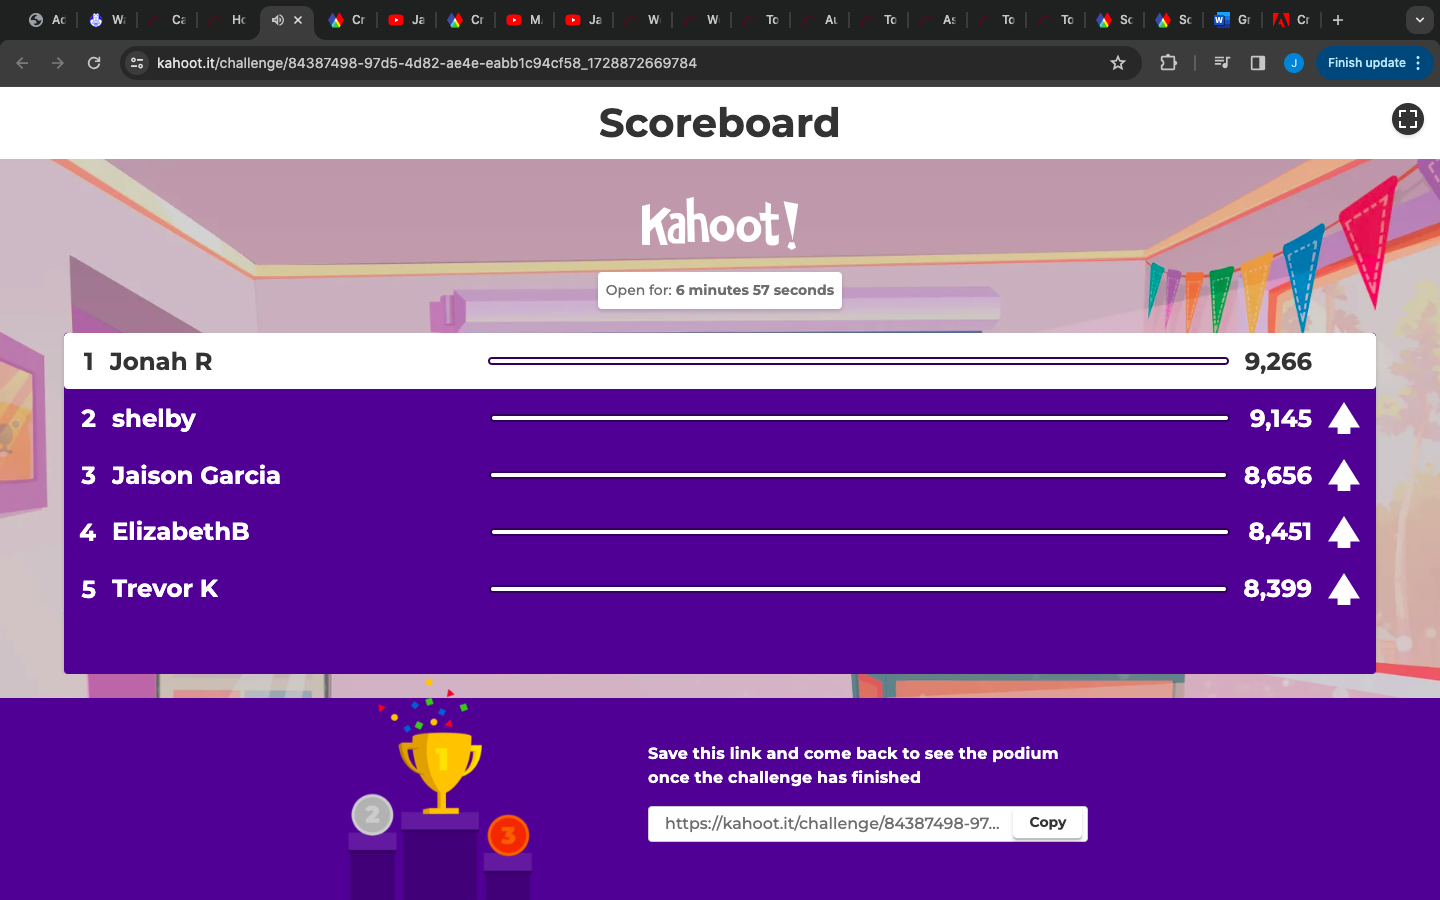 Ad
Wa
Ca
Ho
Cr
Ja
Cr
M
Ja
W
W
To
Au
To
As
To
To
Sc
Sc
Gr
Cr
kahoot.it/challenge/84387498-97d5-4d82-ae4e-eabb1c94cf58_1728872669784
J
Finish update
Scoreboard
Kahoot!
Open for: 6 minutes 57 seconds
1 Jonah R 9,266
2 shelby 9,145
3 Jaison Garcia 8,656
4 ElizabethB 8,451
5 Trevor K 8,399
1
2
3
Save this link and come back to see the podium
once the challenge has finished
https://kahoot.it/challenge/84387498-97...
Copy